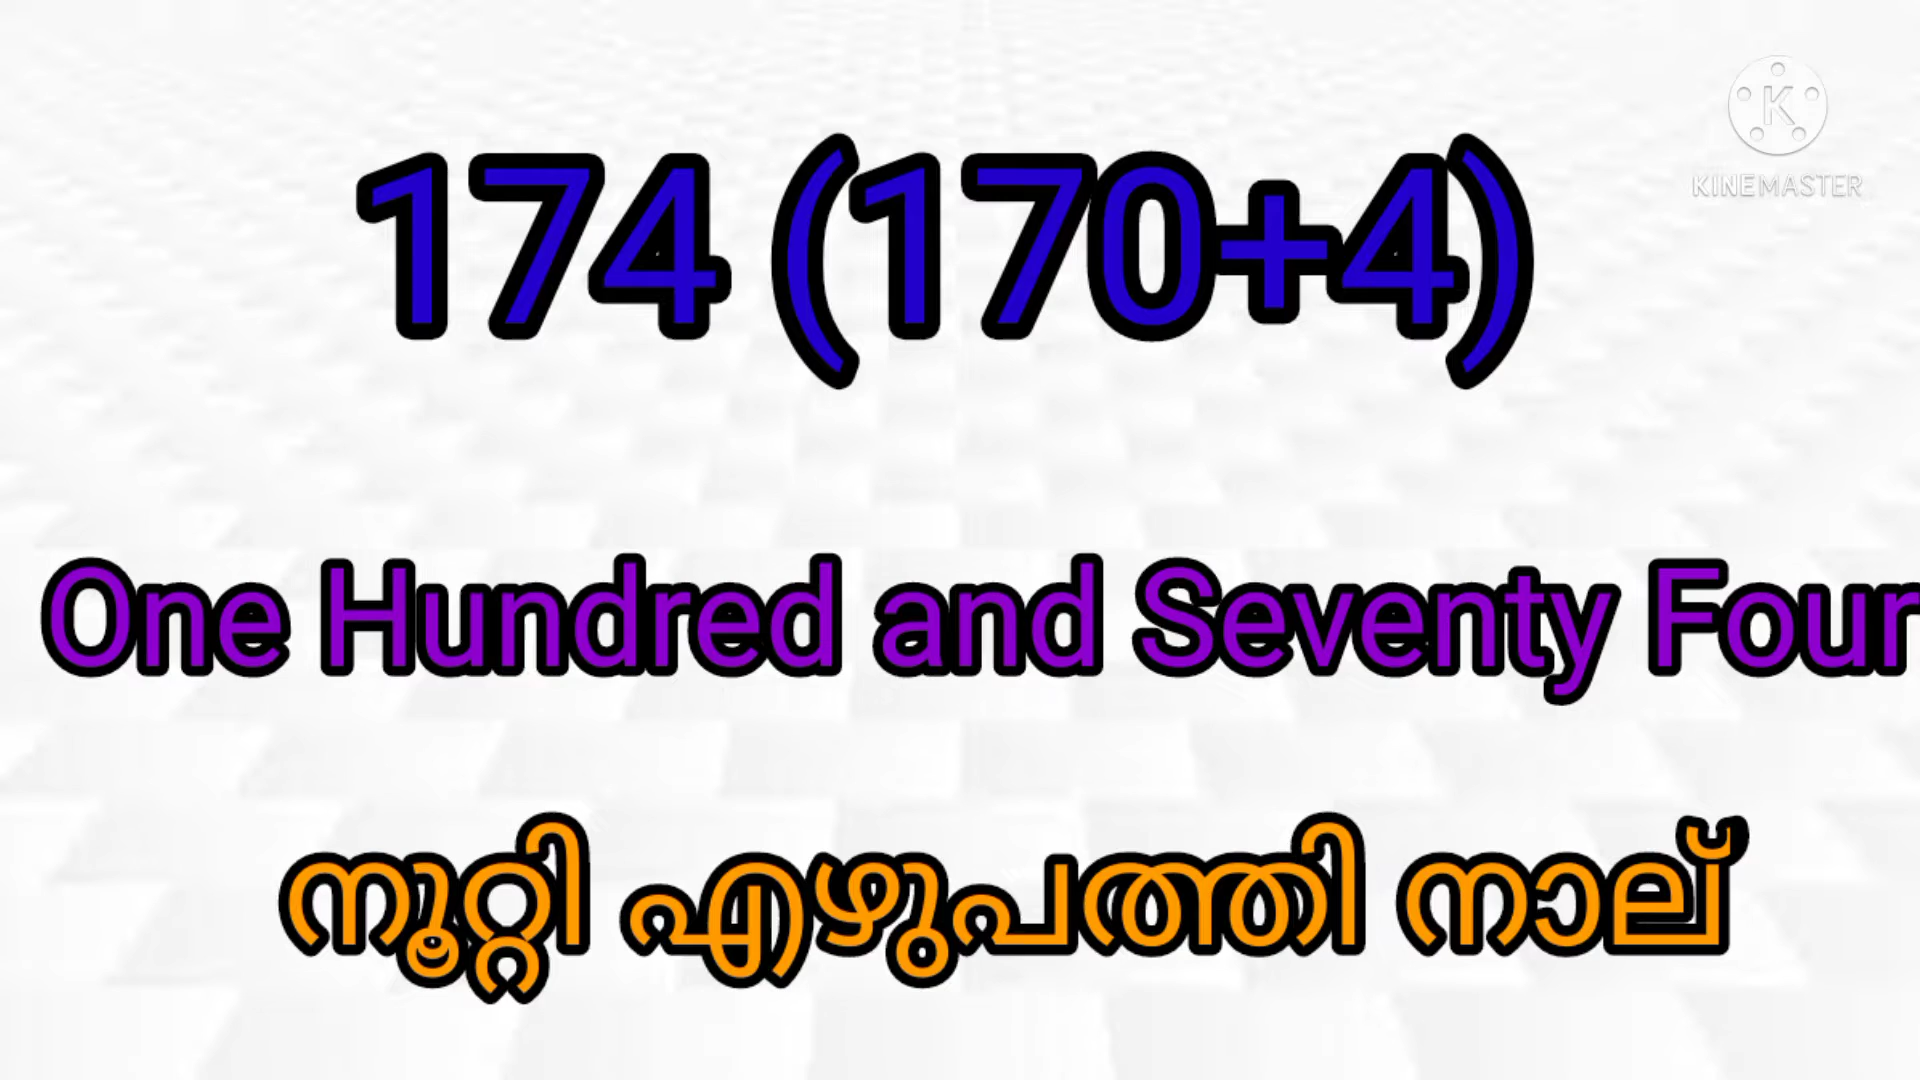 174 (170+4)
KINEMASTER
One Hundred and Seventy Four
നൂറ്റി എഴുപത്തി നാല്